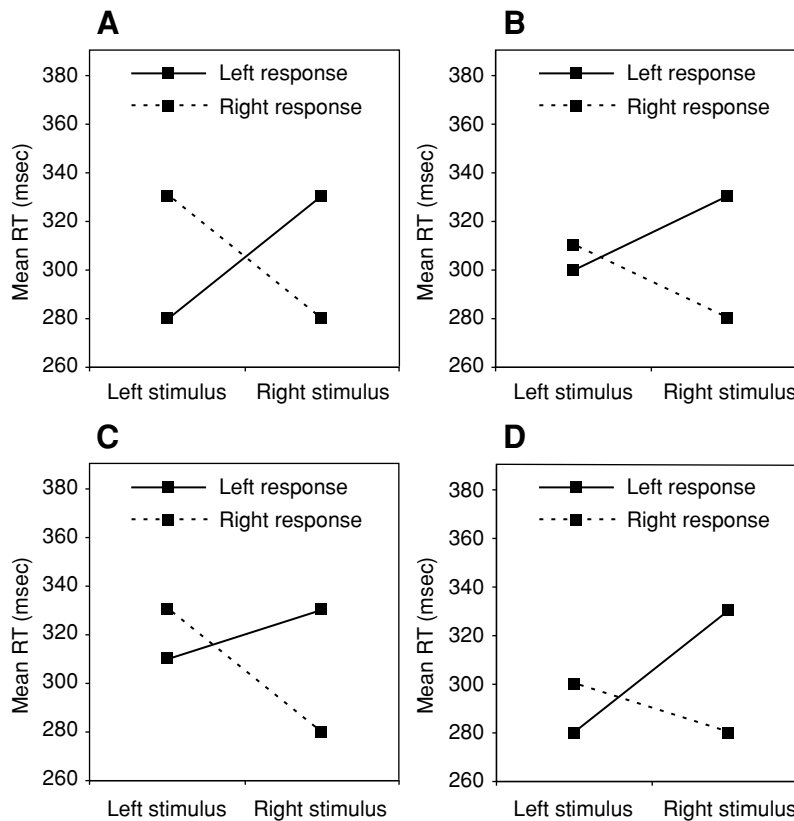 A
Mean RT (msec)
380
360
340
320
300
280
260
Left response
Right response
Left stimulus Right stimulus
B
Mean RT (msec)
380
360
340
320
300
280
260
Left response
Right response
Left stimulus Right stimulus
C
Mean RT (msec)
380
360
340
320
300
280
260
Left response
Right response
Left stimulus Right stimulus
D
Mean RT (msec)
380
360
340
320
300
280
260
Left response
Right response
Left stimulus Right stimulus